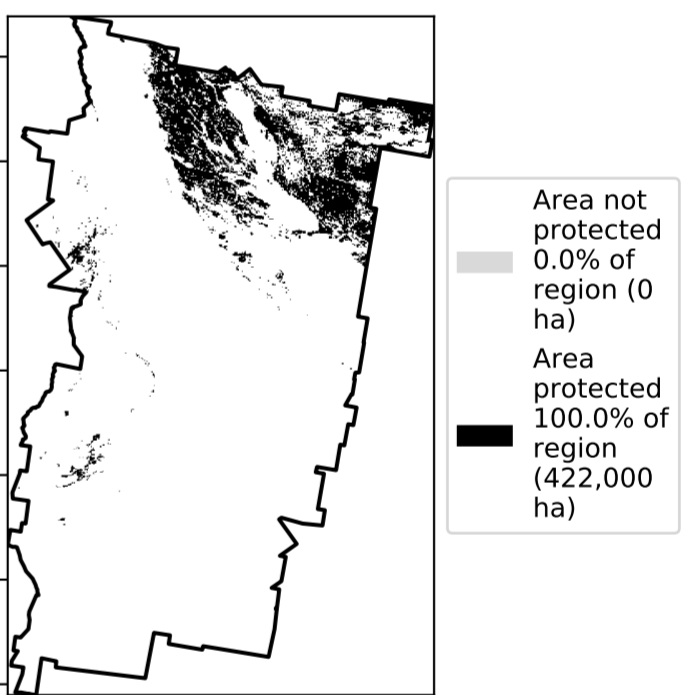 Area not
protected
0.0% of
region (0
ha)
Area
protected
100.0% of
region
(422,000
ha)